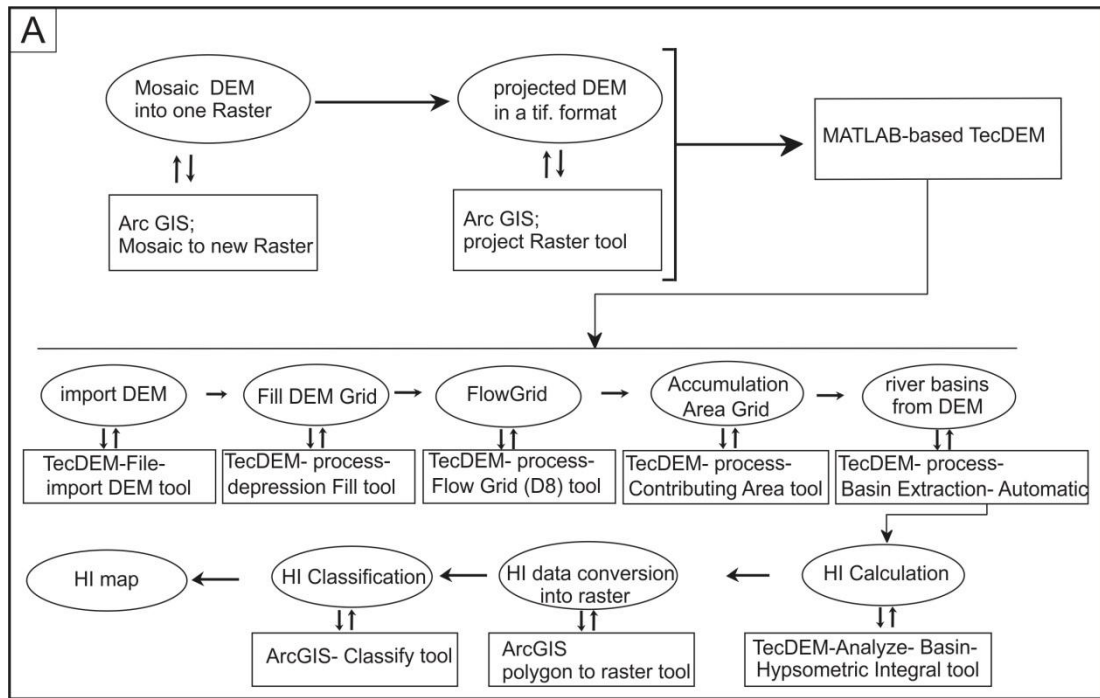 A
Mosaic DEM
into one Raster
projected DEM
in a tif. format
MATLAB-based TecDEM
Arc GIS;
Mosaic to new Raster
Arc GIS;
project Raster tool
import DEM
Fill DEM Grid
FlowGrid
Accumulation
Area Grid
river basins
from DEM
TecDEM-File-
import DEM tool
TecDEM- process-
depression Fill tool
TecDEM- process-
Flow Grid (D8) tool
TecDEM- process-
Contributing Area tool
TecDEM- process-
Basin Extraction- Automatic
HI map
HI Classification
HI data conversion
into raster
HI Calculation
ArcGIS- Classify tool
ArcGIS
polygon to raster tool
TecDEM-Analyze- Basin-
Hypsometric Integral tool